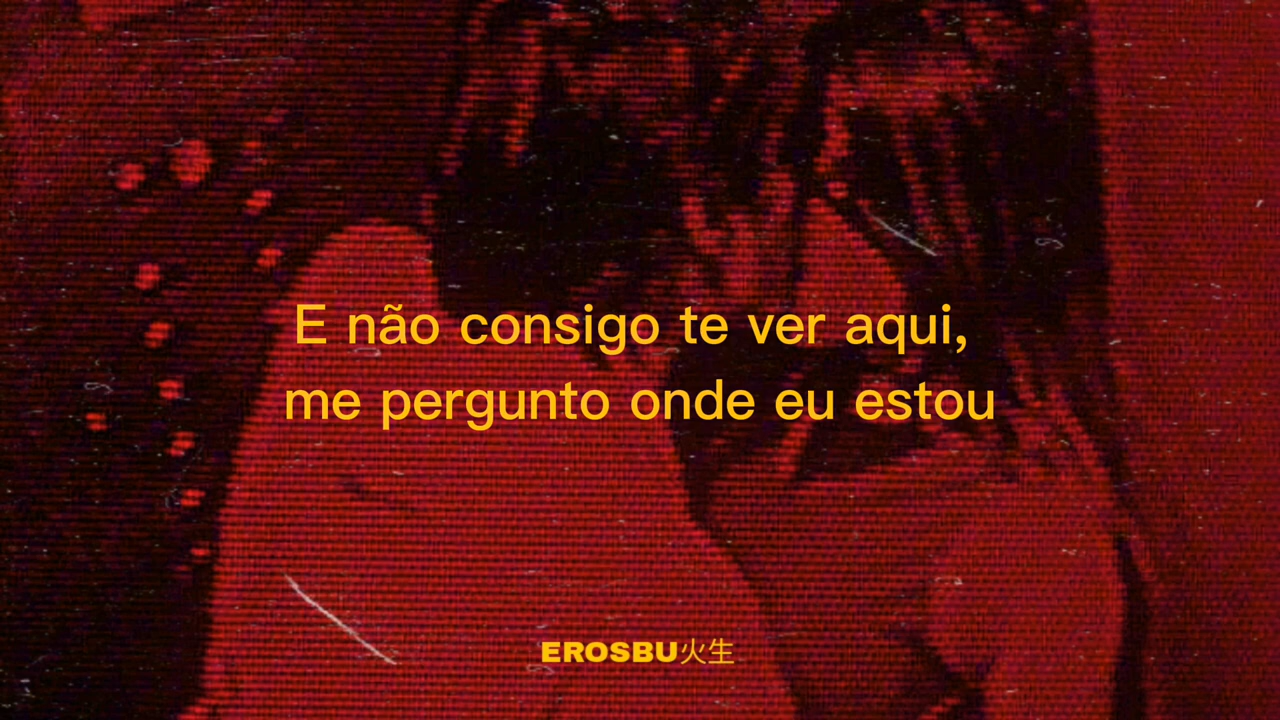 E não consigo te ver aqui,
me pergunto onde eu estou
EROSBU火生